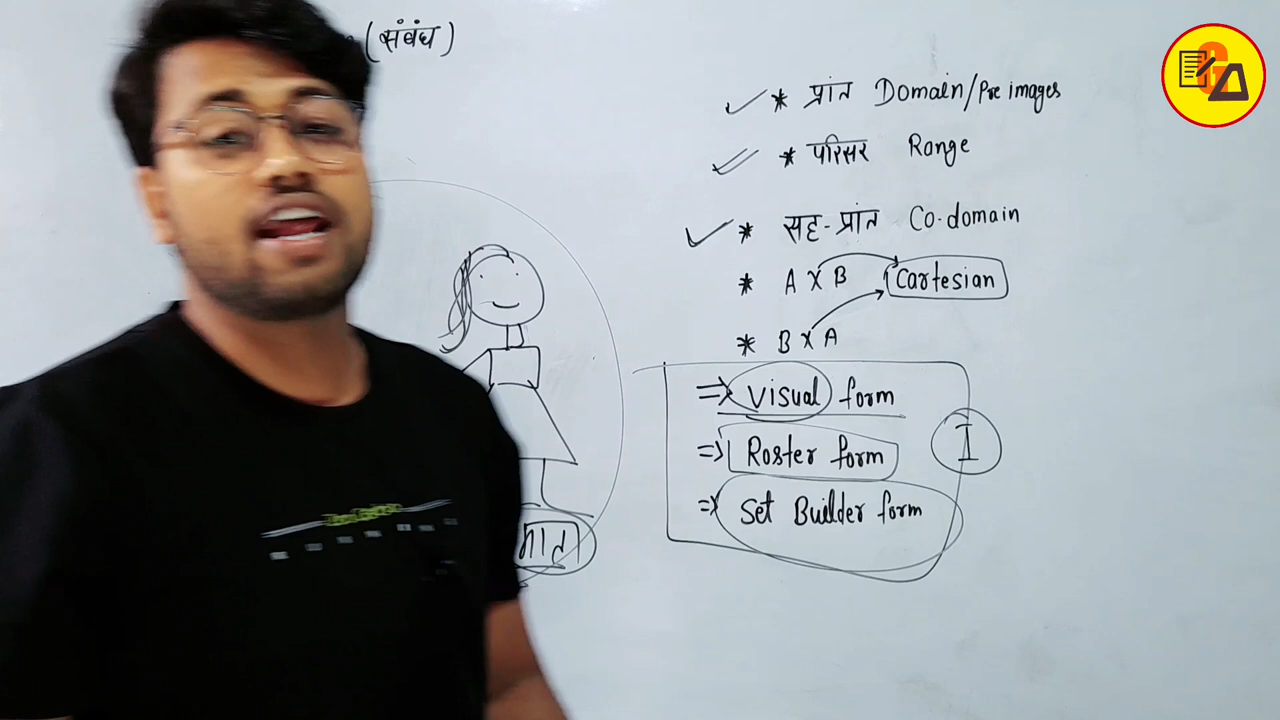 (संबंध)
✓ * प्रांत Domain/Pre images
✓ * परिसर Range
✓ * सह-प्रांत Co-domain
* A X B Cartesian
* B X A
=> Visual form
=> Roster form
=> Set Builder form
I